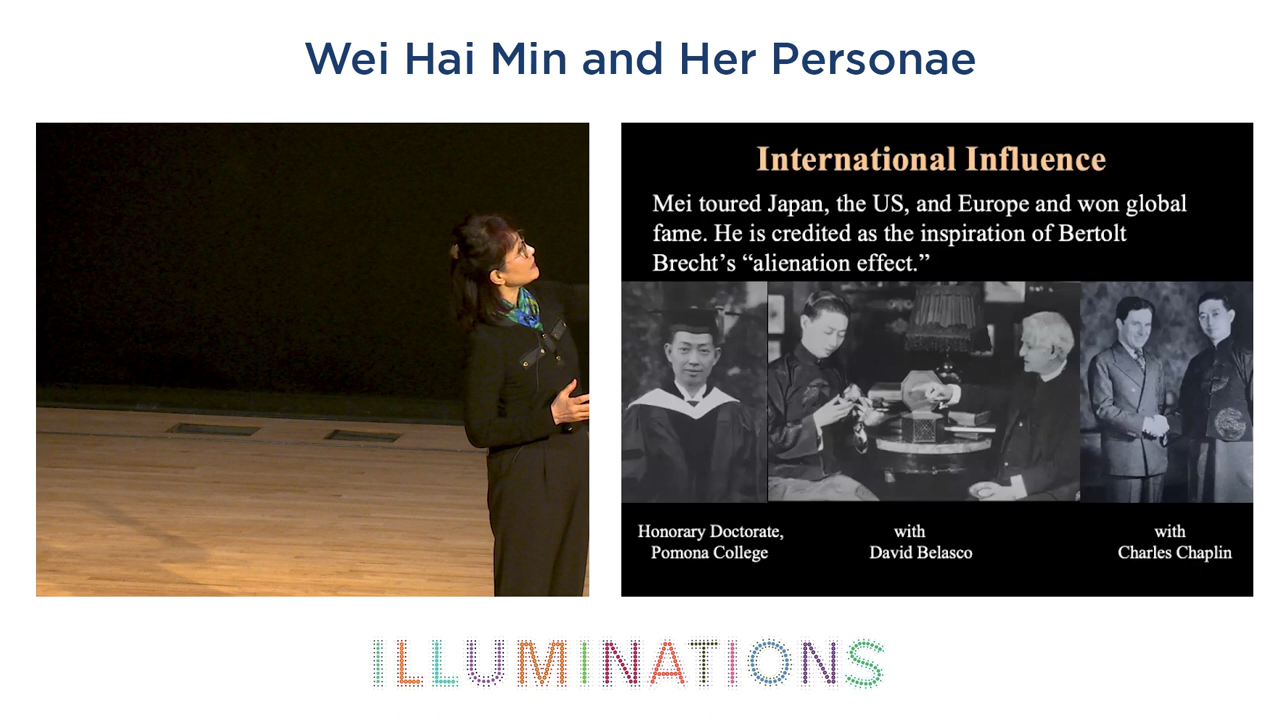 Wei Hai Min and Her Personae
International Influence
Mei toured Japan, the US, and Europe and won global
fame. He is credited as the inspiration of Bertolt
Brecht’s “alienation effect.”
Honorary Doctorate,
Pomona College
with
David Belasco
with
Charles Chaplin
ILLUMINATIONS